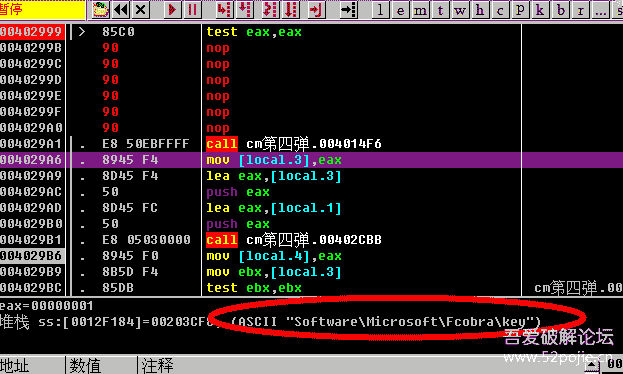 暂停 l e m t w h c p k b r ... s
00402999 > 85C0 test eax,eax
0040299B 90 nop
0040299C 90 nop
0040299D 90 nop
0040299E 90 nop
0040299F 90 nop
004029A0 90 nop
004029A1 . E8 50EBFFFF call cm第四弹.004014F6
004029A6 . 8945 F4 mov [local.3],eax
004029A9 . 8D45 F4 lea eax,[local.3]
004029AC . 50 push eax
004029AD . 8D45 FC lea eax,[local.1]
004029B0 . 50 push eax
004029B1 . E8 05030000 call cm第四弹.00402CBB
004029B6 . 8945 F0 mov [local.4],eax
004029B9 . 8B5D F4 mov ebx,[local.3]
004029BC . 85DB test ebx,ebx cm第四弹.00
eax=00000001
堆栈 ss:[0012F184]=00203CF (ASCII "Software\Microsoft\Fcobra\key")
吾爱破解论坛
www.52pojie.cn
地址 数值 注释 00